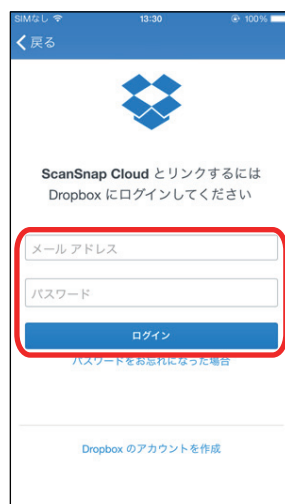 SIMなし 13:30 100%
戻る
ScanSnap Cloud とリンクするには
Dropbox にログインしてください
メール アドレス
パスワード
ログイン
パスワードをお忘れになった場合
Dropbox のアカウントを作成